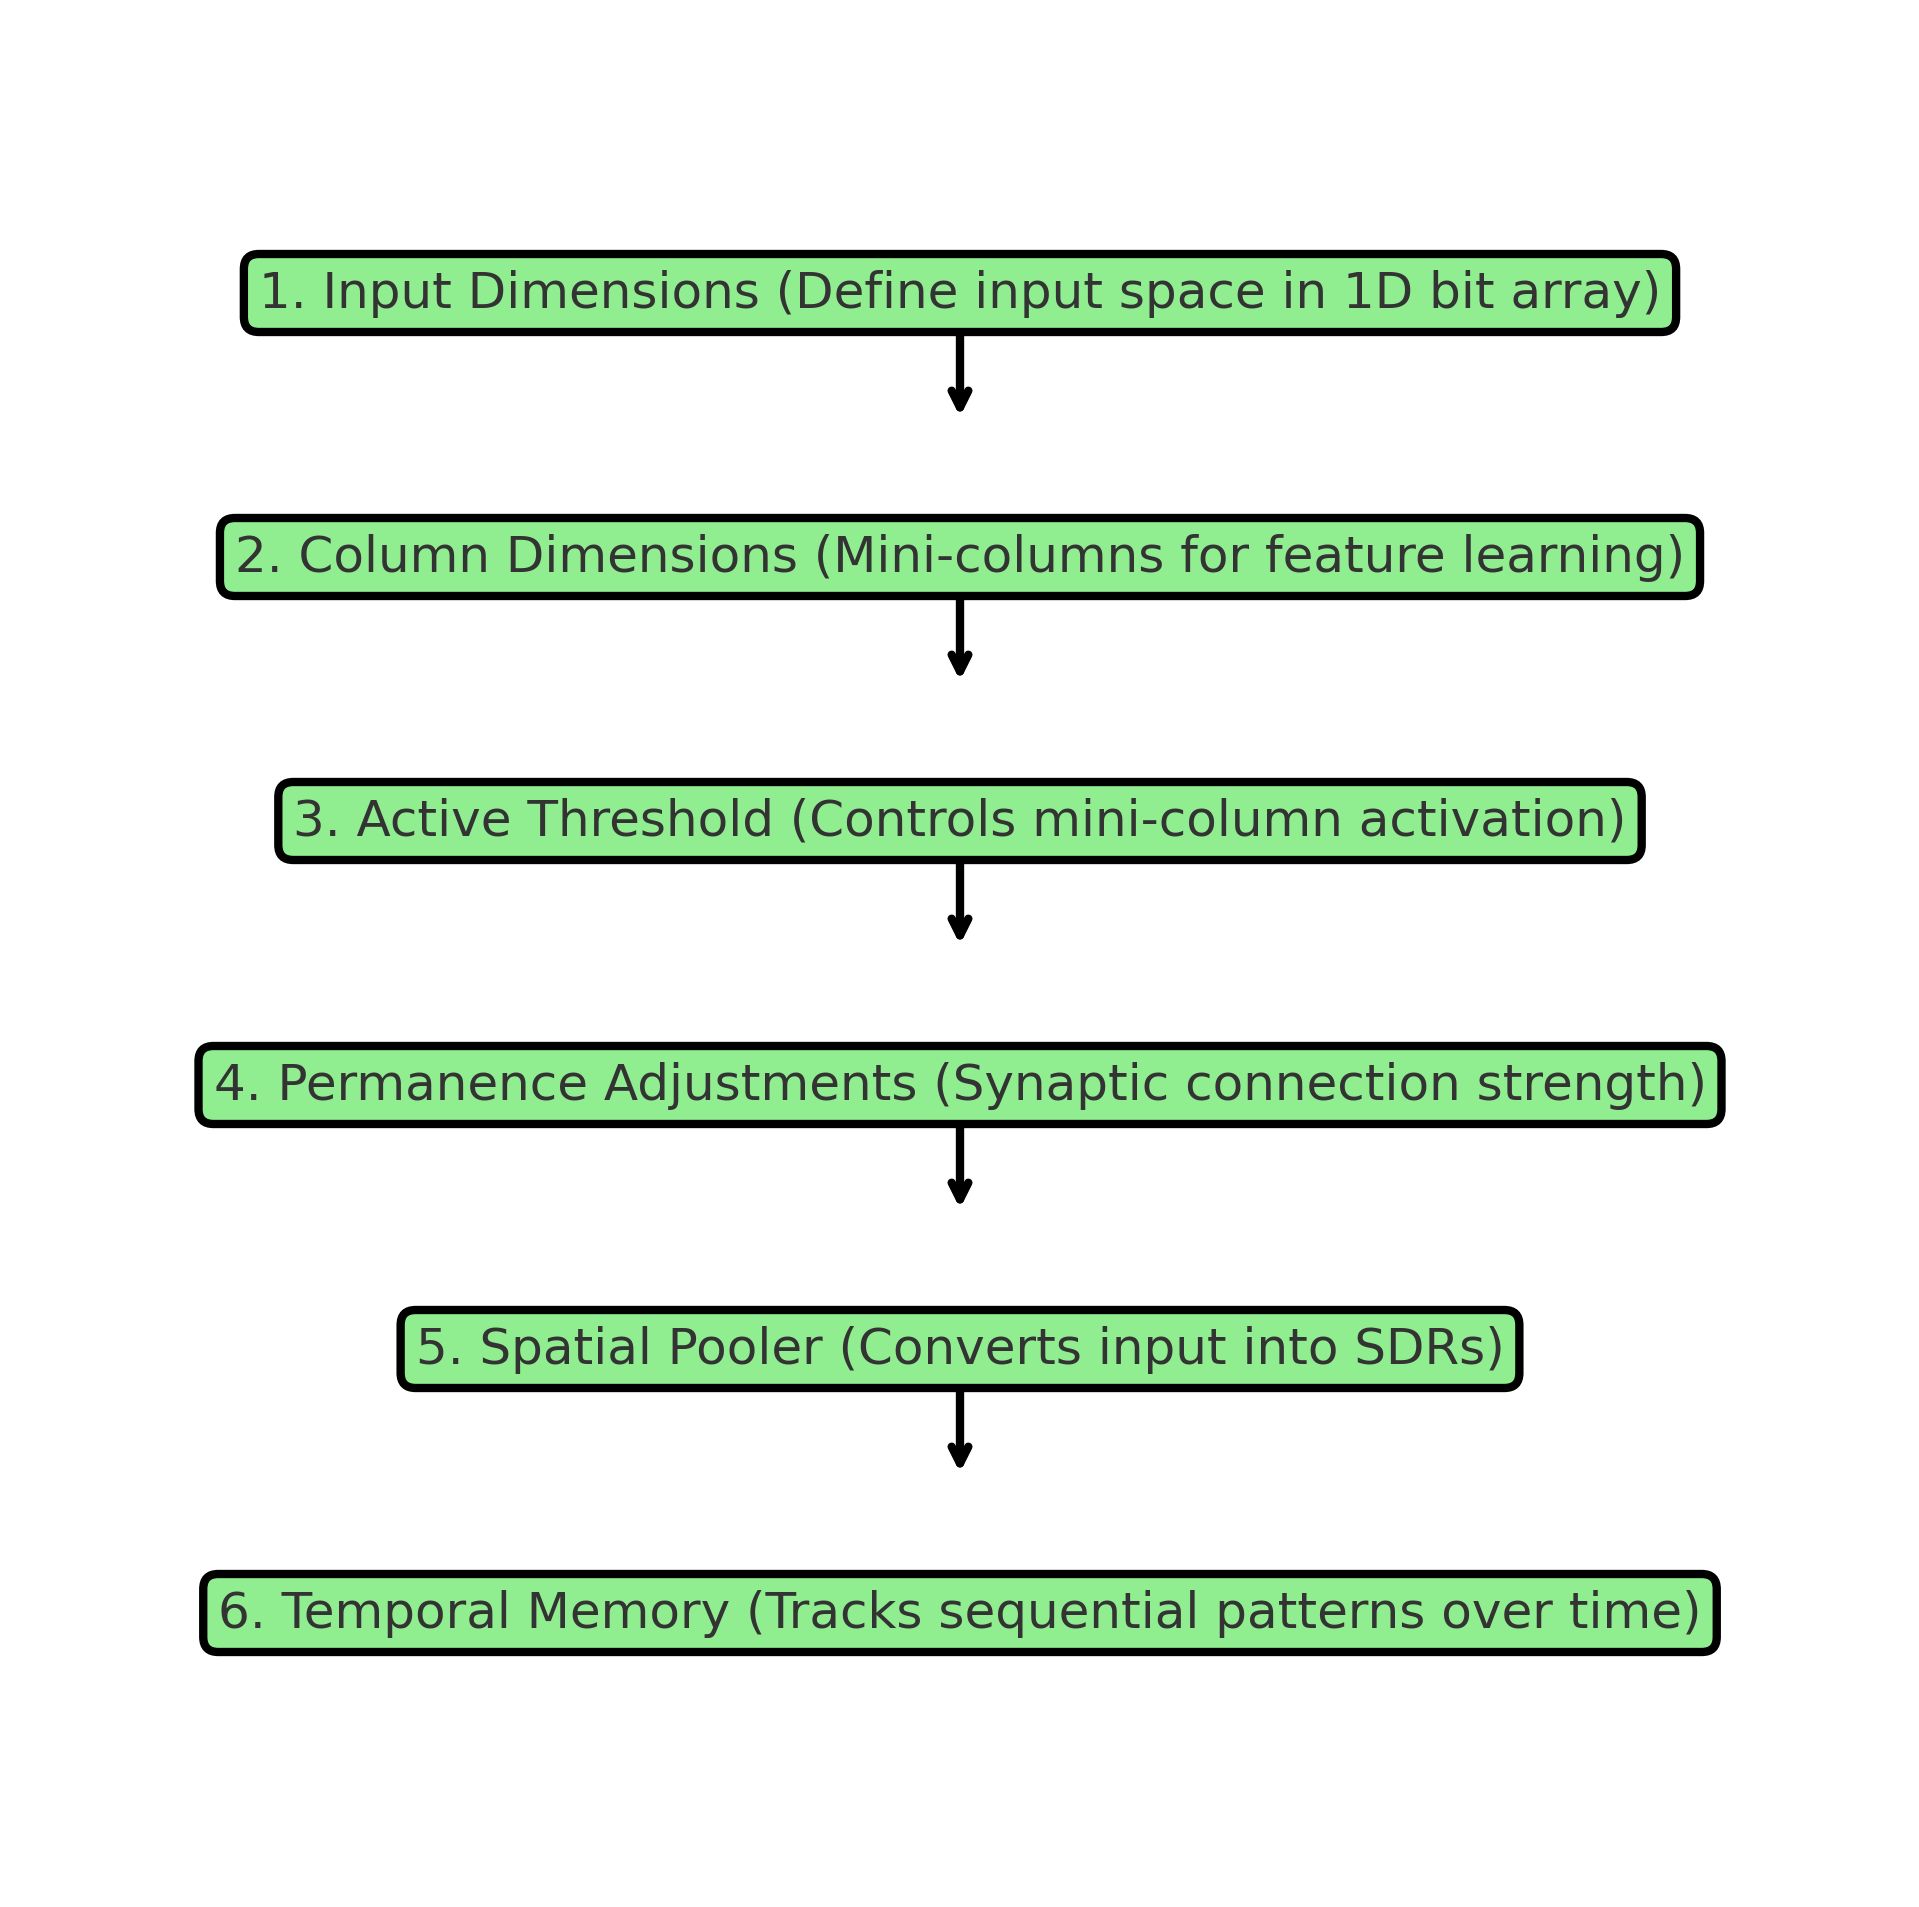 1. Input Dimensions (Define input space in 1D bit array)
2. Column Dimensions (Mini-columns for feature learning)
3. Active Threshold (Controls mini-column activation)
4. Permanence Adjustments (Synaptic connection strength)
5. Spatial Pooler (Converts input into SDRs)
6. Temporal Memory (Tracks sequential patterns over time)